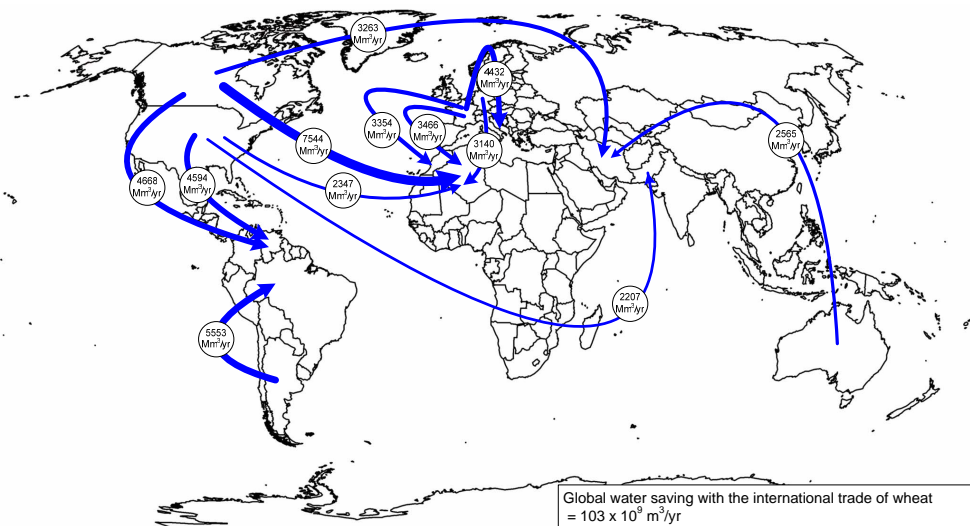 3263
Mm³/yr
4432
Mm³/yr
3354
Mm³/yr
3466
Mm³/yr
7544
Mm³/yr
3140
Mm³/yr
2565
Mm³/yr
4668
Mm³/yr
4594
Mm³/yr
2347
Mm³/yr
2207
Mm³/yr
5553
Mm³/yr
Global water saving with the international trade of wheat
= 103 x 10⁹ m³/yr